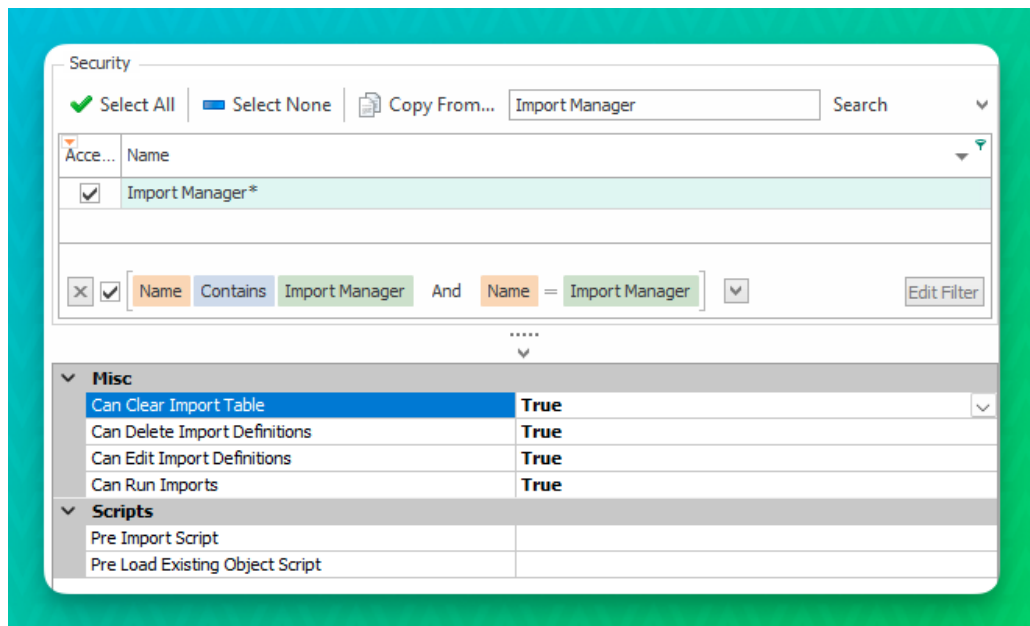 Security
Select All Select None Copy From... Import Manager Search
Acce... Name
Import Manager*
Name Contains Import Manager And Name = Import Manager Edit Filter
Misc
Can Clear Import Table True
Can Delete Import Definitions True
Can Edit Import Definitions True
Can Run Imports True
Scripts
Pre Import Script
Pre Load Existing Object Script